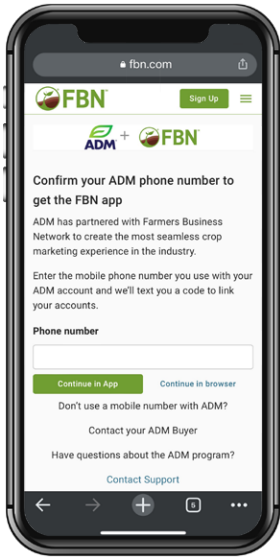 fbn.com
FBN
Sign Up
ADM + FBN
Confirm your ADM phone number to
get the FBN app
ADM has partnered with Farmers Business
Network to create the most seamless crop
marketing experience in the industry.
Enter the mobile phone number you use with your
ADM account and we'll text you a code to link
your accounts.
Phone number
Continue in App
Continue in browser
Don't use a mobile number with ADM?
Contact your ADM Buyer
Have questions about the ADM program?
Contact Support
5